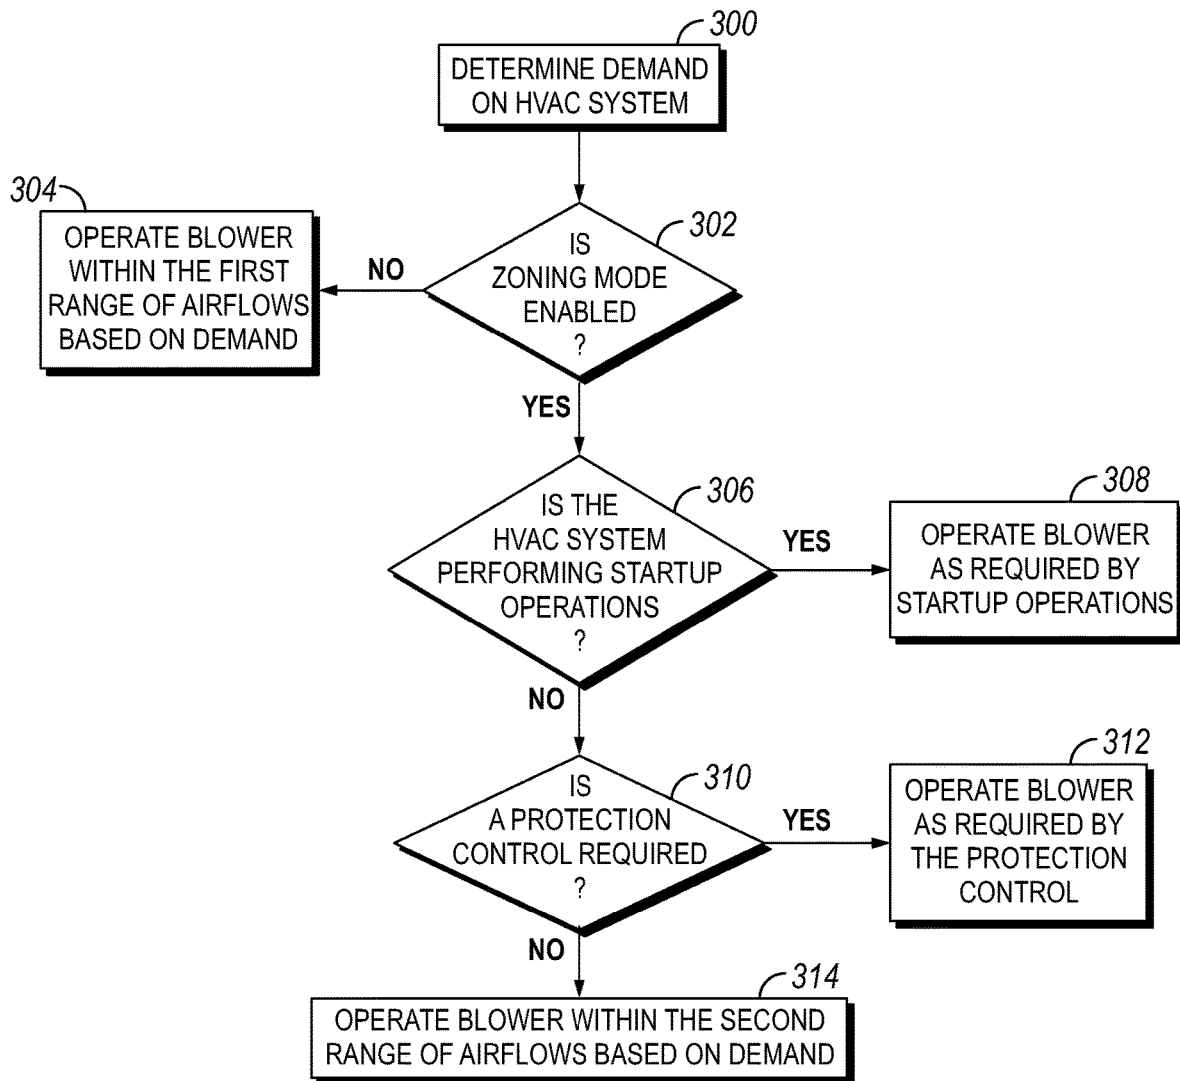 300
DETERMINE DEMAND
ON HVAC SYSTEM
304
OPERATE BLOWER
WITHIN THE FIRST
RANGE OF AIRFLOWS
BASED ON DEMAND
NO
302
IS
ZONING MODE
ENABLED
?
YES
306
IS THE
HVAC SYSTEM
PERFORMING STARTUP
OPERATIONS
?
YES
308
OPERATE BLOWER
AS REQUIRED BY
STARTUP OPERATIONS
NO
310
IS
A PROTECTION
CONTROL REQUIRED
?
YES
312
OPERATE BLOWER
AS REQUIRED BY
THE PROTECTION
CONTROL
NO
314
OPERATE BLOWER WITHIN THE SECOND
RANGE OF AIRFLOWS BASED ON DEMAND